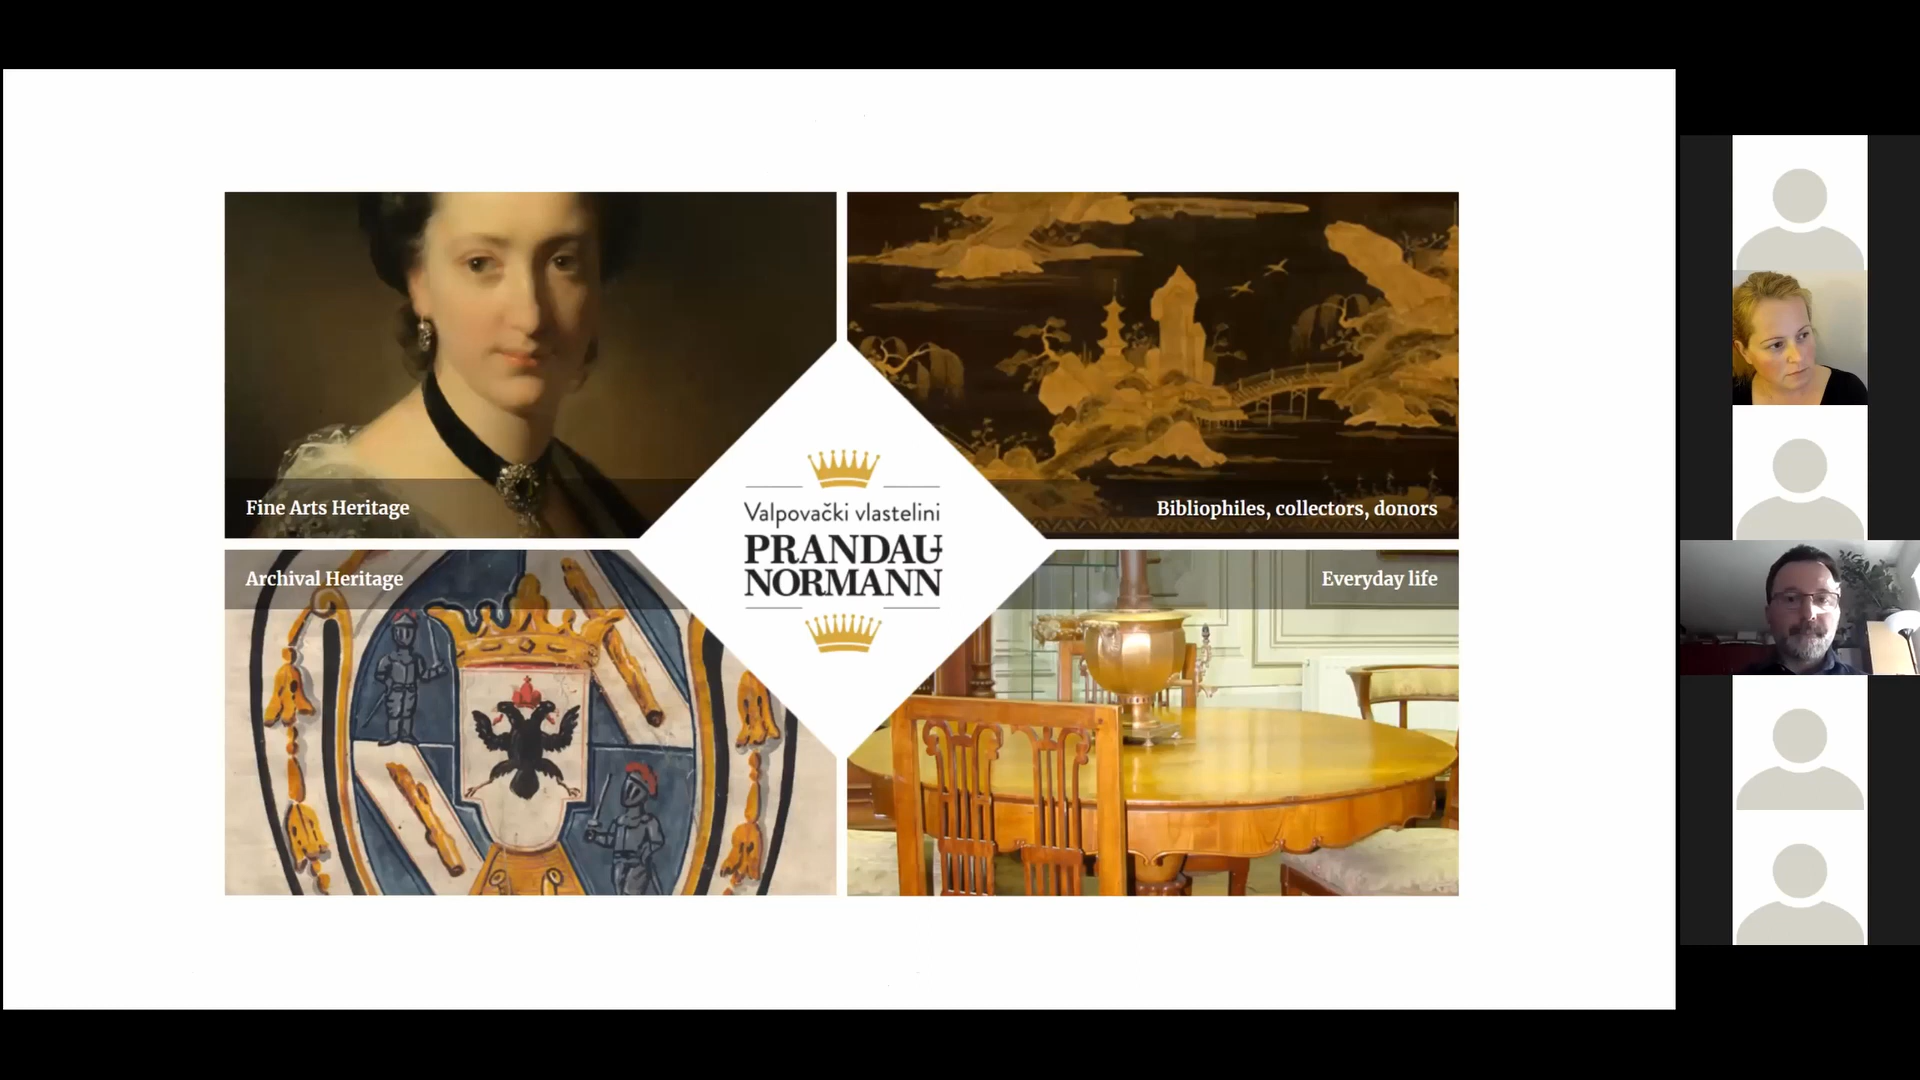 Fine Arts Heritage
Bibliophiles, collectors, donors
Valpovački vlastelini
PRANDAU
NORMANN
Archival Heritage
Everyday life